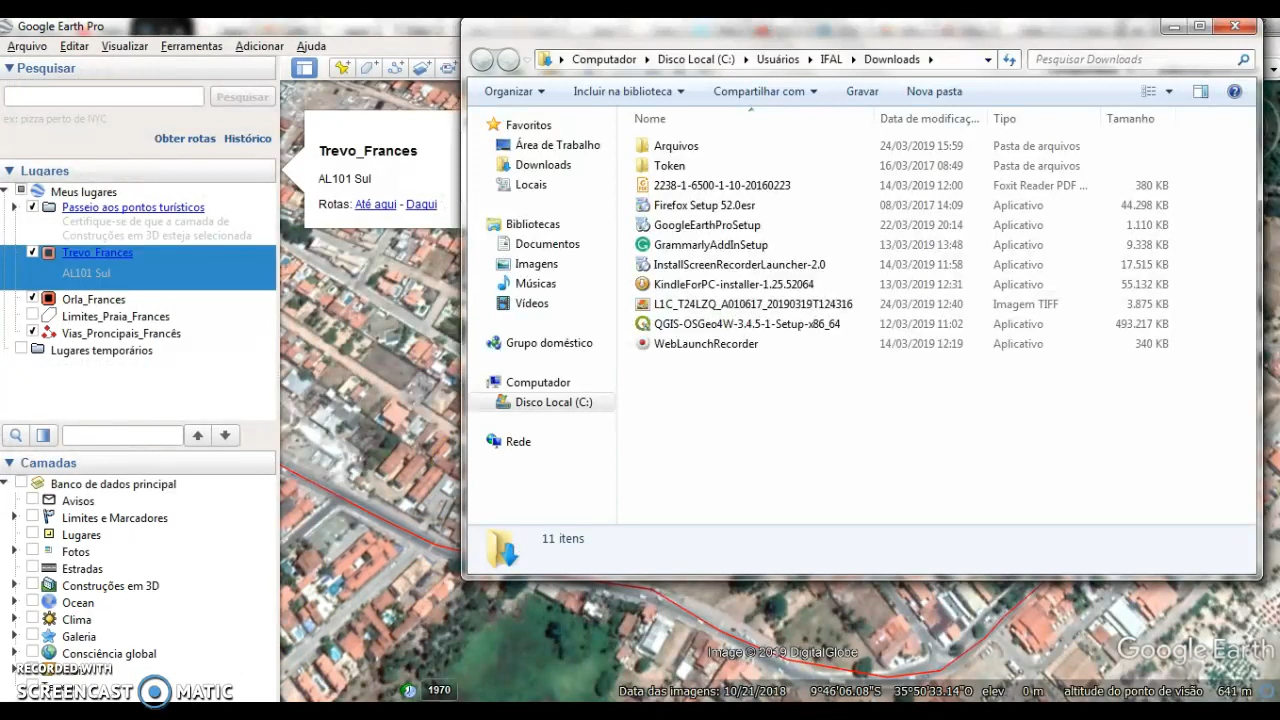 Google Earth Pro
Arquivo Editar Visualizar Ferramentas Adicionar Ajuda
Pesquisar
Pesquisar
ex: pizza perto de NYC
Obter rotas Histórico
Lugares
Meus lugares
Passeio aos pontos turísticos
Certifique-se de que a camada de
Construções em 3D esteja selecionada
Trevo_Frances
AL101 Sul
Orla_Frances
Limites_Praia_Frances
Vias_Proncipais_Francês
Lugares temporários
Camadas
Banco de dados principal
Avisos
Limites e Marcadores
Lugares
Fotos
Estradas
Construções em 3D
Ocean
Clima
Galeria
Consciência global
RECORDED WITH
SCREENCAST MATIC
Trevo_Frances
AL101 Sul
Rotas: Até aqui - Daqui
Computador Disco Local (C:) Usuários IFAL Downloads
Pesquisar Downloads
Organizar Incluir na biblioteca Compartilhar com Gravar Nova pasta
Favoritos
Área de Trabalho
Downloads
Locais
Bibliotecas
Documentos
Imagens
Músicas
Vídeos
Grupo doméstico
Computador
Disco Local (C:)
Rede
Nome Data de modificaç... Tipo Tamanho
Arquivos 24/03/2019 15:59 Pasta de arquivos
Token 16/03/2017 08:49 Pasta de arquivos
2238-1-6500-1-10-20160223 14/03/2019 12:00 Foxit Reader PDF ... 380 KB
Firefox Setup 52.0esr 08/03/2017 14:09 Aplicativo 44.298 KB
GoogleEarthProSetup 22/03/2019 20:14 Aplicativo 1.110 KB
GrammarlyAddInSetup 13/03/2019 13:48 Aplicativo 9.338 KB
InstallScreenRecorderLauncher-2.0 14/03/2019 11:58 Aplicativo 17.515 KB
KindleForPC-installer-1.25.52064 13/03/2019 12:31 Aplicativo 55.132 KB
L1C_T24LZQ_A010617_20190319T124316 24/03/2019 12:40 Imagem TIFF 3.875 KB
QGIS-OSGeo4W-3.4.5-1-Setup-x86_64 12/03/2019 11:02 Aplicativo 493.217 KB
WebLaunchRecorder 14/03/2019 12:19 Aplicativo 340 KB
11 itens
Image © 2019 DigitalGlobe
Google Earth
1970
Data das imagens: 10/21/2018 9°46'06.08"S 35°50'33.14"O elev 0 m altitude do ponto de visão 641 m